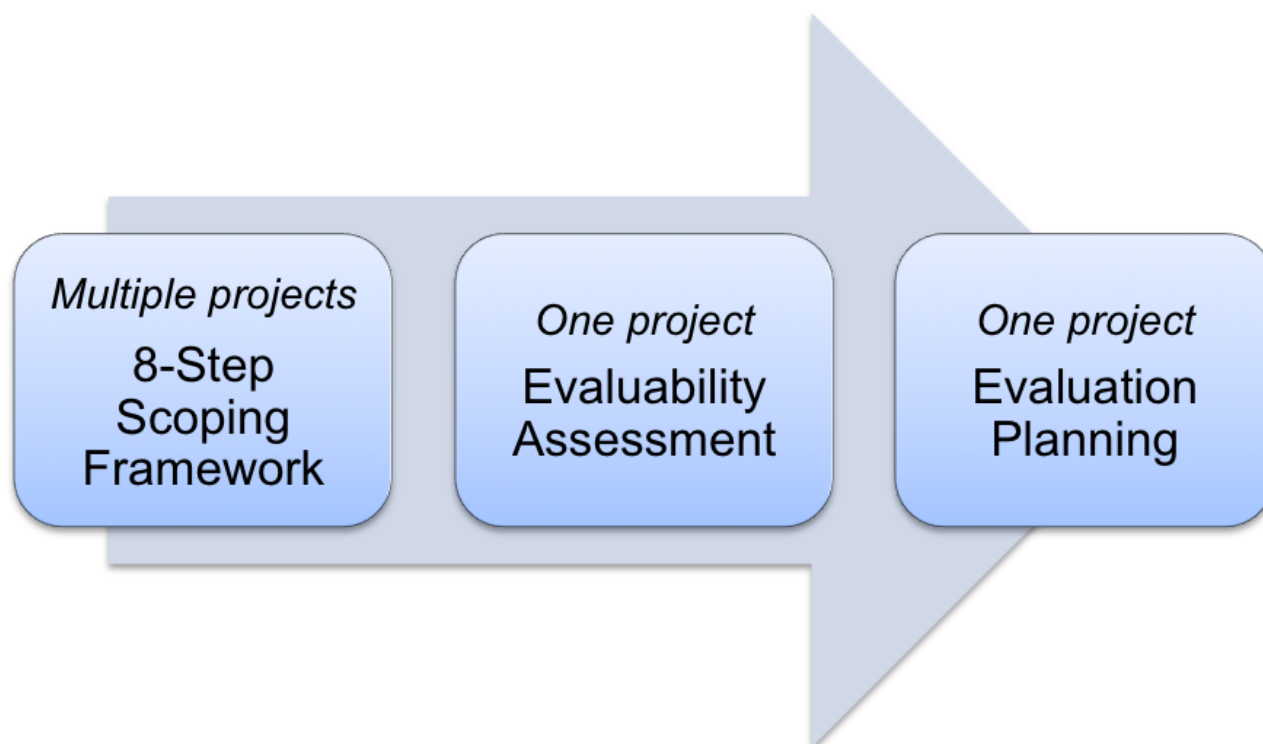 Multiple projects
8-Step
Scoping
Framework
One project
Evaluability
Assessment
One project
Evaluation
Planning